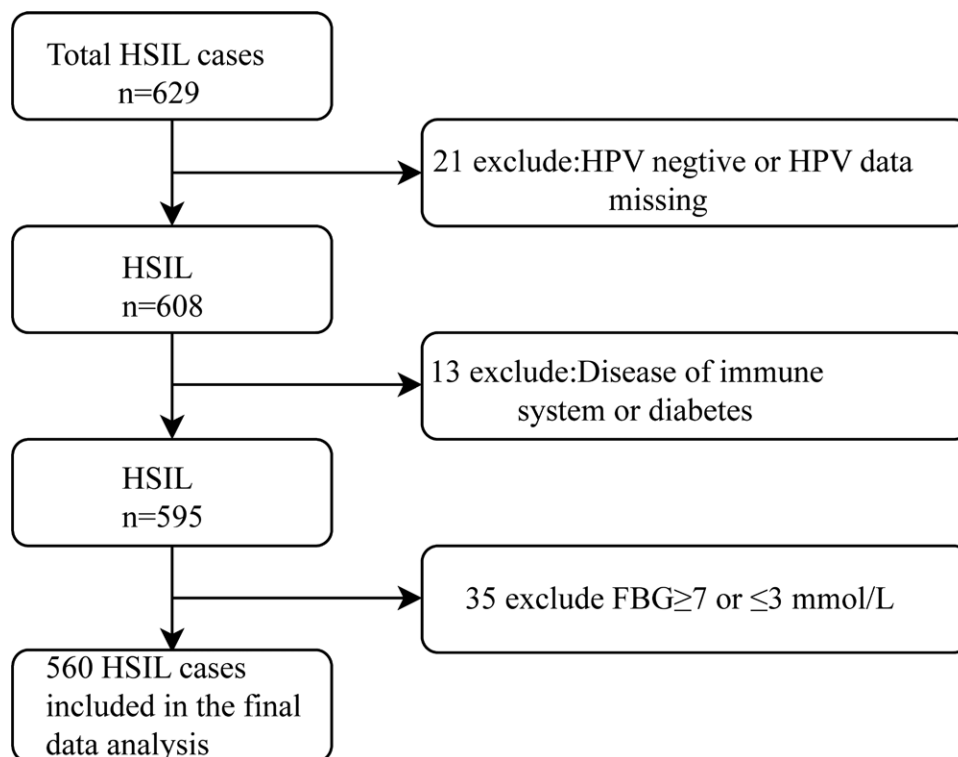 Total HSIL cases
n=629
21 exclude:HPV negtive or HPV data
missing
HSIL
n=608
13 exclude:Disease of immune
system or diabetes
HSIL
n=595
35 exclude FBG≥7 or ≤3 mmol/L
560 HSIL cases
included in the final
data analysis